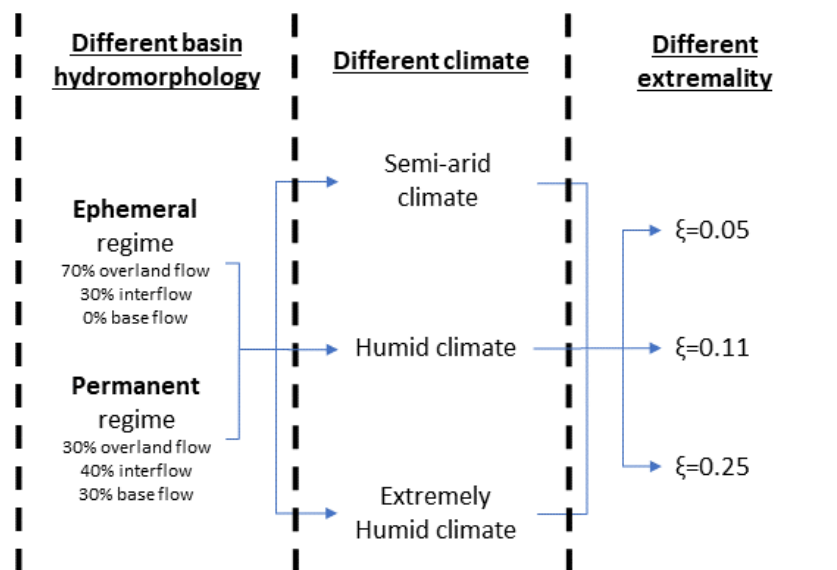 Different basin
hydromorphology
Ephemeral
regime
70% overland flow
30% interflow
0% base flow
Permanent
regime
30% overland flow
40% interflow
30% base flow
Different climate
Semi-arid
climate
Humid climate
Extremely
Humid climate
Different
extremality
ξ=0.05
ξ=0.11
ξ=0.25